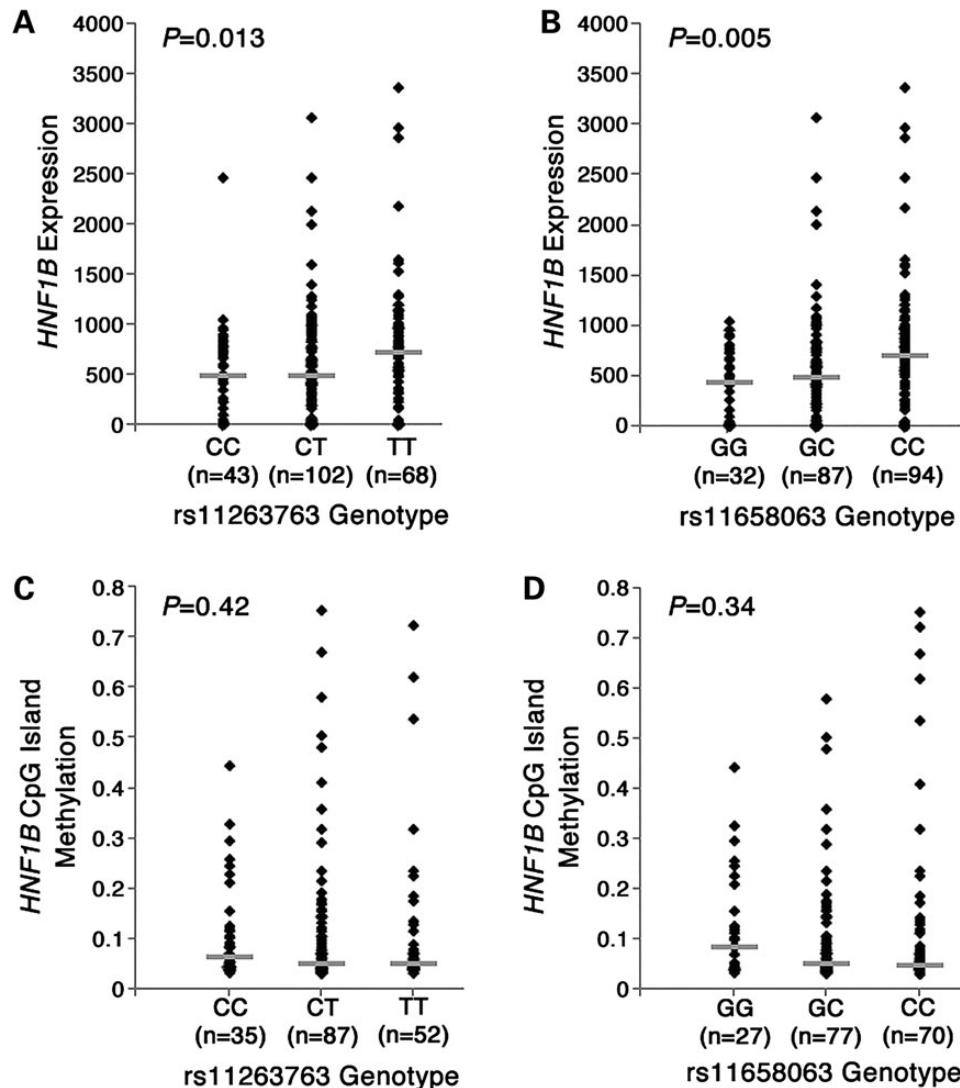 A
P=0.013
4000
3500
3000
2500
2000
1500
1000
500
0
HNF1B Expression
CC CT TT
(n=43) (n=102) (n=68)
rs11263763 Genotype
B
P=0.005
4000
3500
3000
2500
2000
1500
1000
500
0
HNF1B Expression
GG GC CC
(n=32) (n=87) (n=94)
rs11658063 Genotype
C
P=0.42
0.8
0.7
0.6
0.5
0.4
0.3
0.2
0.1
0
HNF1B CpG Island
Methylation
CC CT TT
(n=35) (n=87) (n=52)
rs11263763 Genotype
D
P=0.34
0.8
0.7
0.6
0.5
0.4
0.3
0.2
0.1
0
HNF1B CpG Island
Methylation
GG GC CC
(n=27) (n=77) (n=70)
rs11658063 Genotype